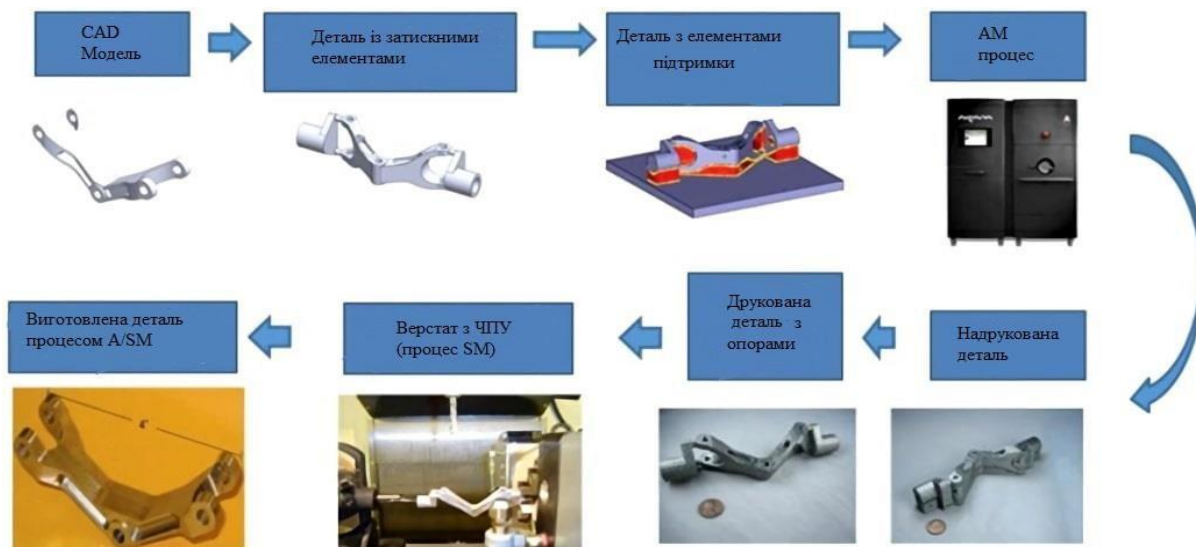 CAD
Модель
Деталь із затискними
елементами
Деталь з елементами
підтримки
АМ
процес
Надрукована
деталь
Друкована
деталь з
опорами
Верстат з ЧПУ
(процес SM)
Виготовлена деталь
процесом A/SM